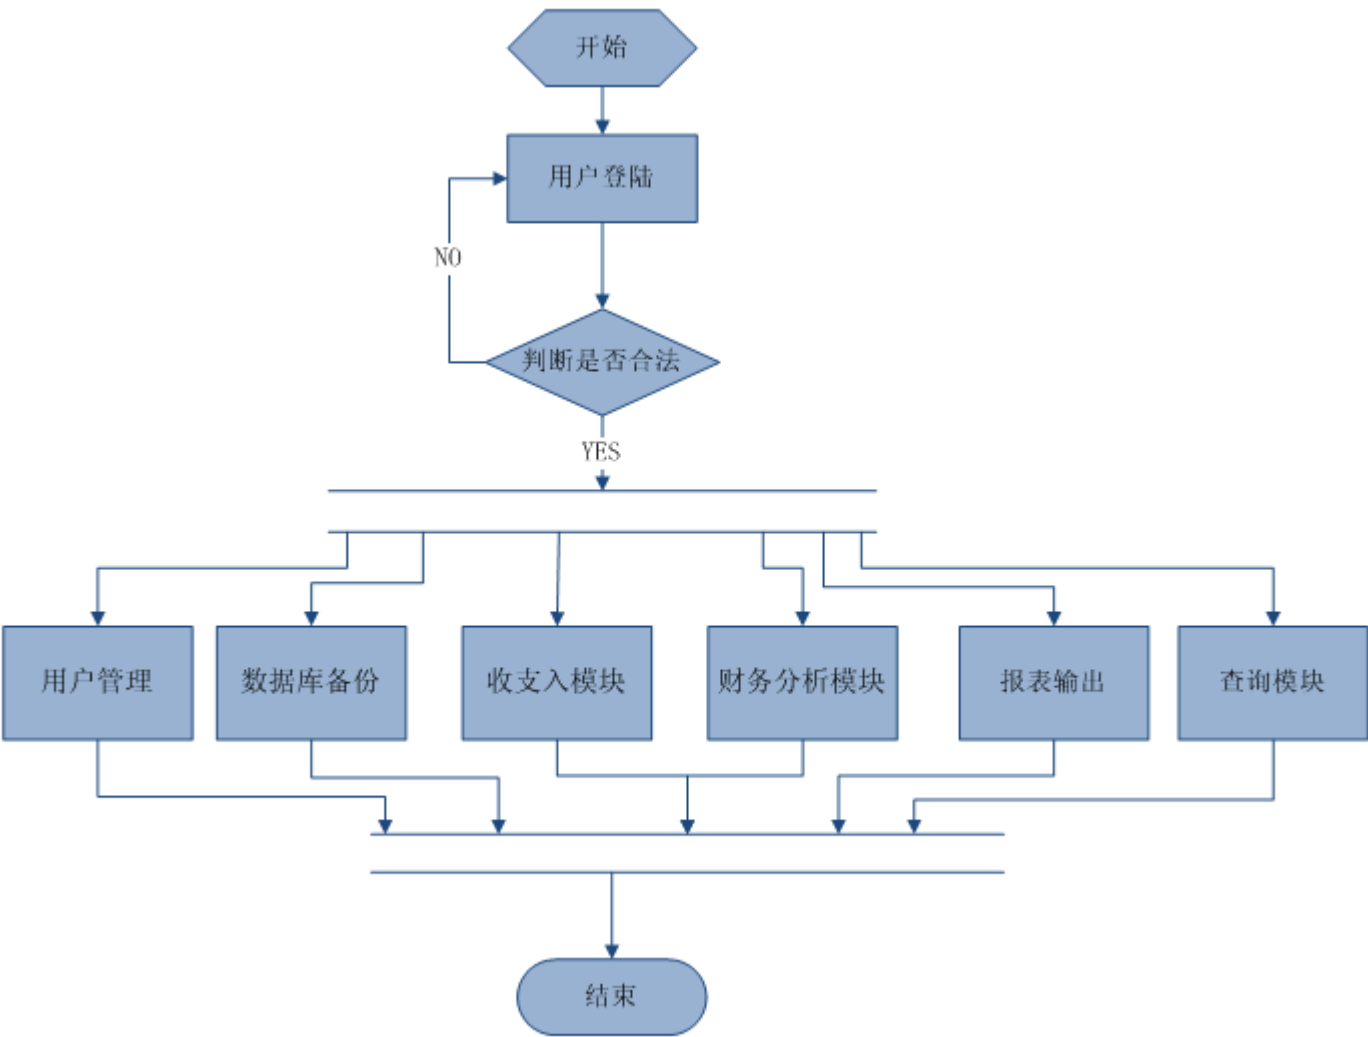 开始
用户登陆
NO
判断是否合法
YES
用户管理
数据库备份
收支入模块
财务分析模块
报表输出
查询模块
结束